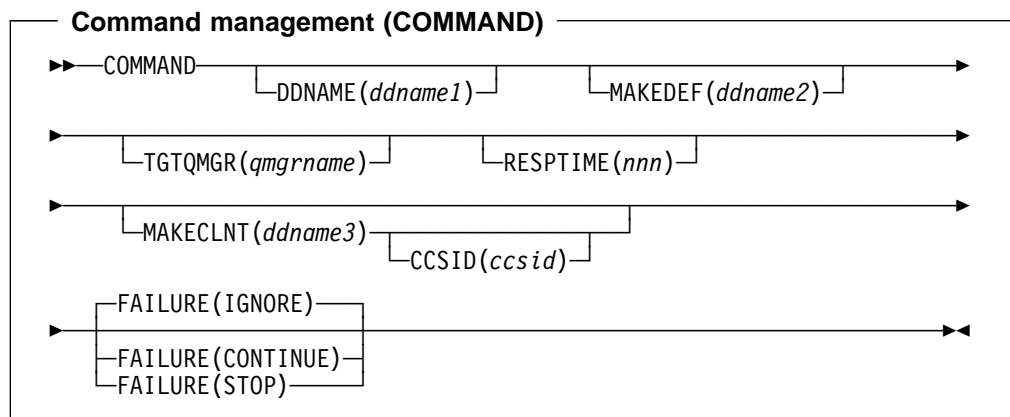 Command management (COMMAND)
COMMAND
DDNAME(ddname1) MAKEDEF(ddname2)
TGTQMGR(qmgrname) RESPTIME(nnn)
MAKECLNT(ddname3)
CCSID(ccsid)
FAILURE(IGNORE)
FAILURE(CONTINUE)
FAILURE(STOP)